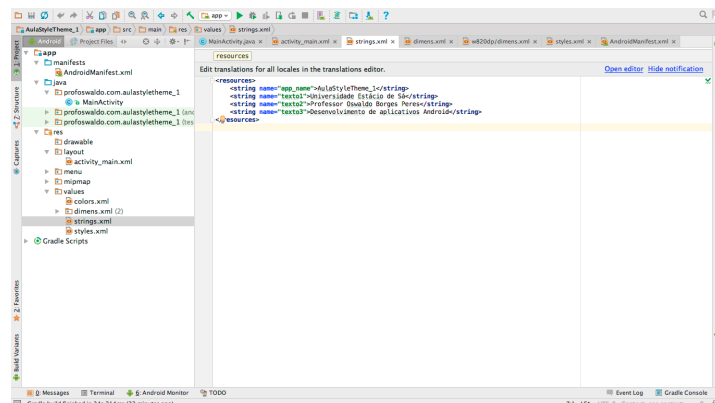 app
AulaStyleTheme_1 app src main res values strings.xml
Android Project Files
MainActivity.java × activity_main.xml × strings.xml × dimens.xml × w820dp/dimens.xml × styles.xml × AndroidManifest.xml ×
1: Project
Z: Structure
Captures
2: Favorites
Build Variants
app
manifests
AndroidManifest.xml
java
profoswaldo.com.aulastyletheme_1
MainActivity
profoswaldo.com.aulastyletheme_1 (anc
profoswaldo.com.aulastyletheme_1 (tes
res
drawable
layout
activity_main.xml
menu
mipmap
values
colors.xml
dimens.xml (2)
strings.xml
styles.xml
Gradle Scripts
resources
Edit translations for all locales in the translations editor. Open editor Hide notification
<resources>
<string name="app_name">AulaStyleTheme_1</string>
<string name="texto1">Universidade Estácio de Sá</string>
<string name="texto2">Professor Oswaldo Borges Peres</string>
<string name="texto3">Desenvolvimento de aplicativos Android</string>
</resources>
0: Messages Terminal 6: Android Monitor TODO Event Log Gradle Console